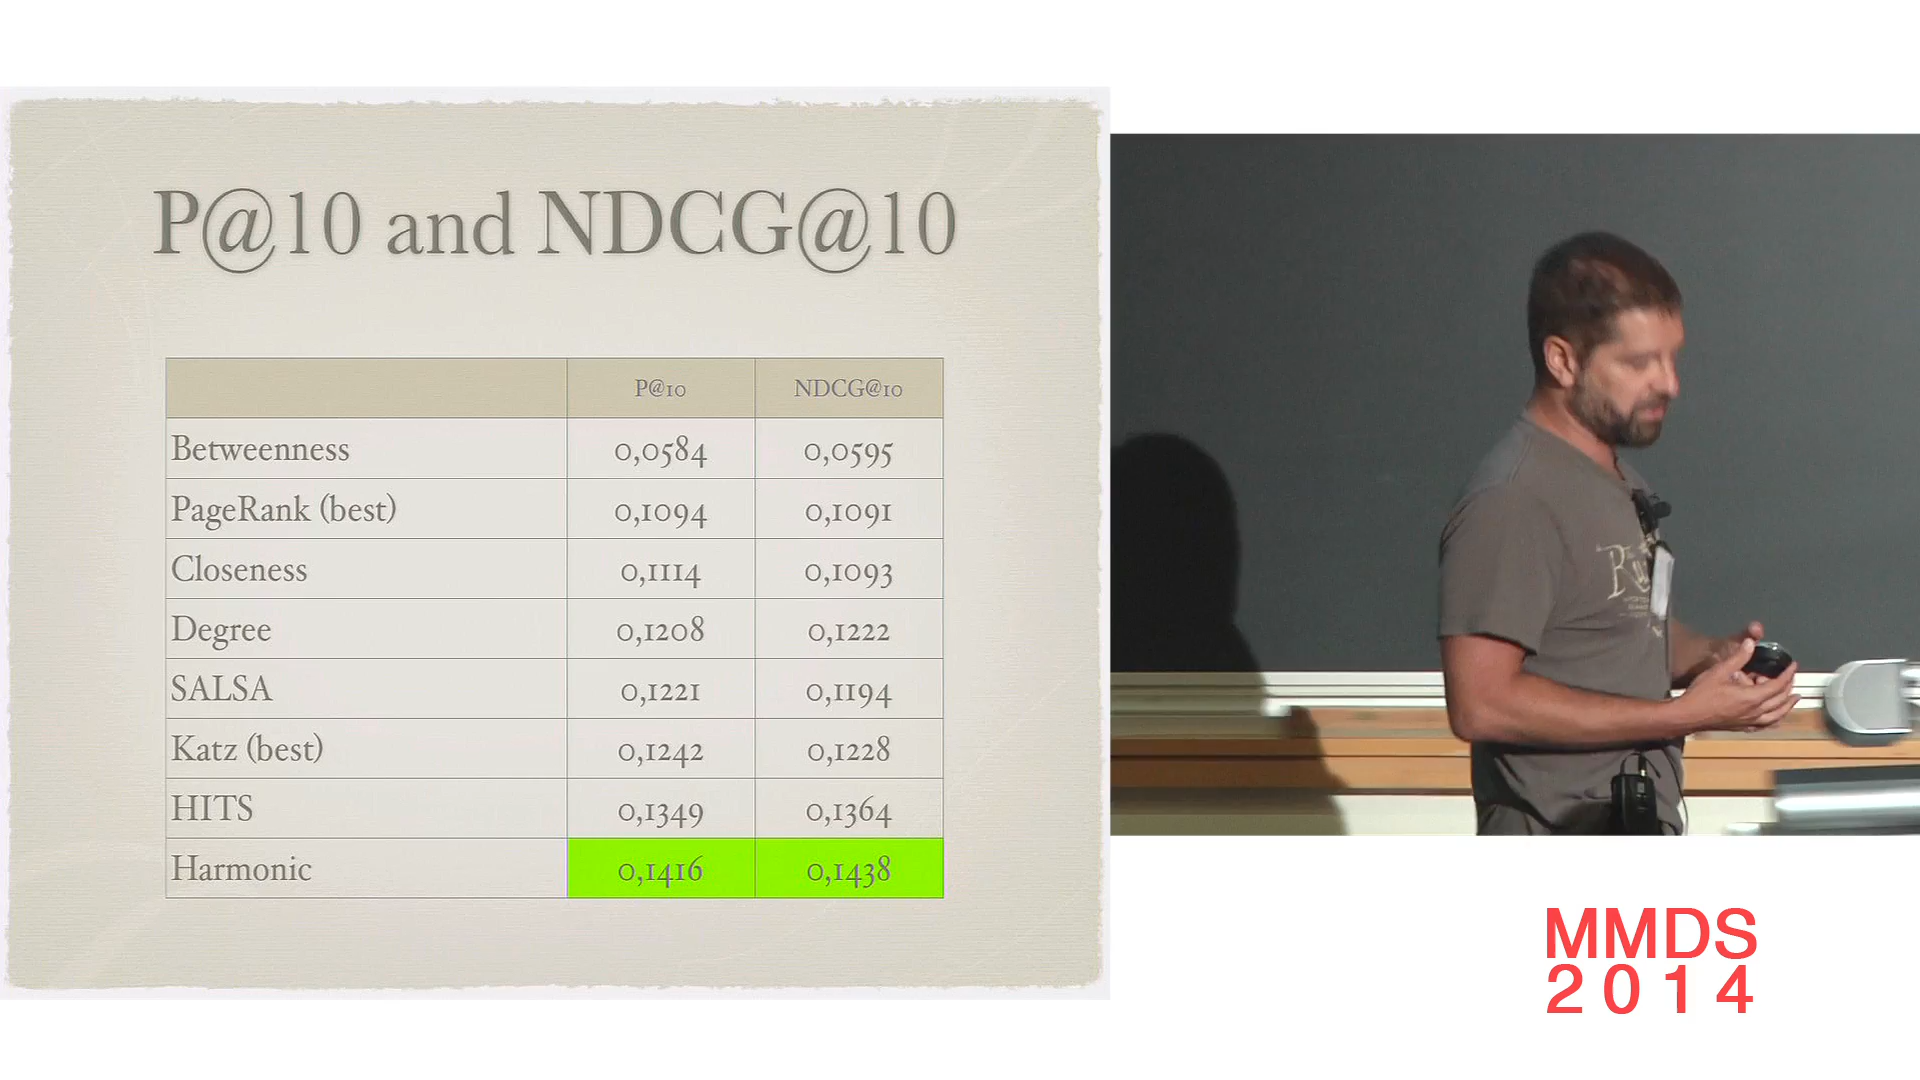 P@10 and NDCG@10
P@10 NDCG@10
Betweenness 0,0584 0,0595
PageRank (best) 0,1094 0,1091
Closeness 0,1114 0,1093
Degree 0,1208 0,1222
SALSA 0,1221 0,1194
Katz (best) 0,1242 0,1228
HITS 0,1349 0,1364
Harmonic 0,1416 0,1438
MMDS
2014